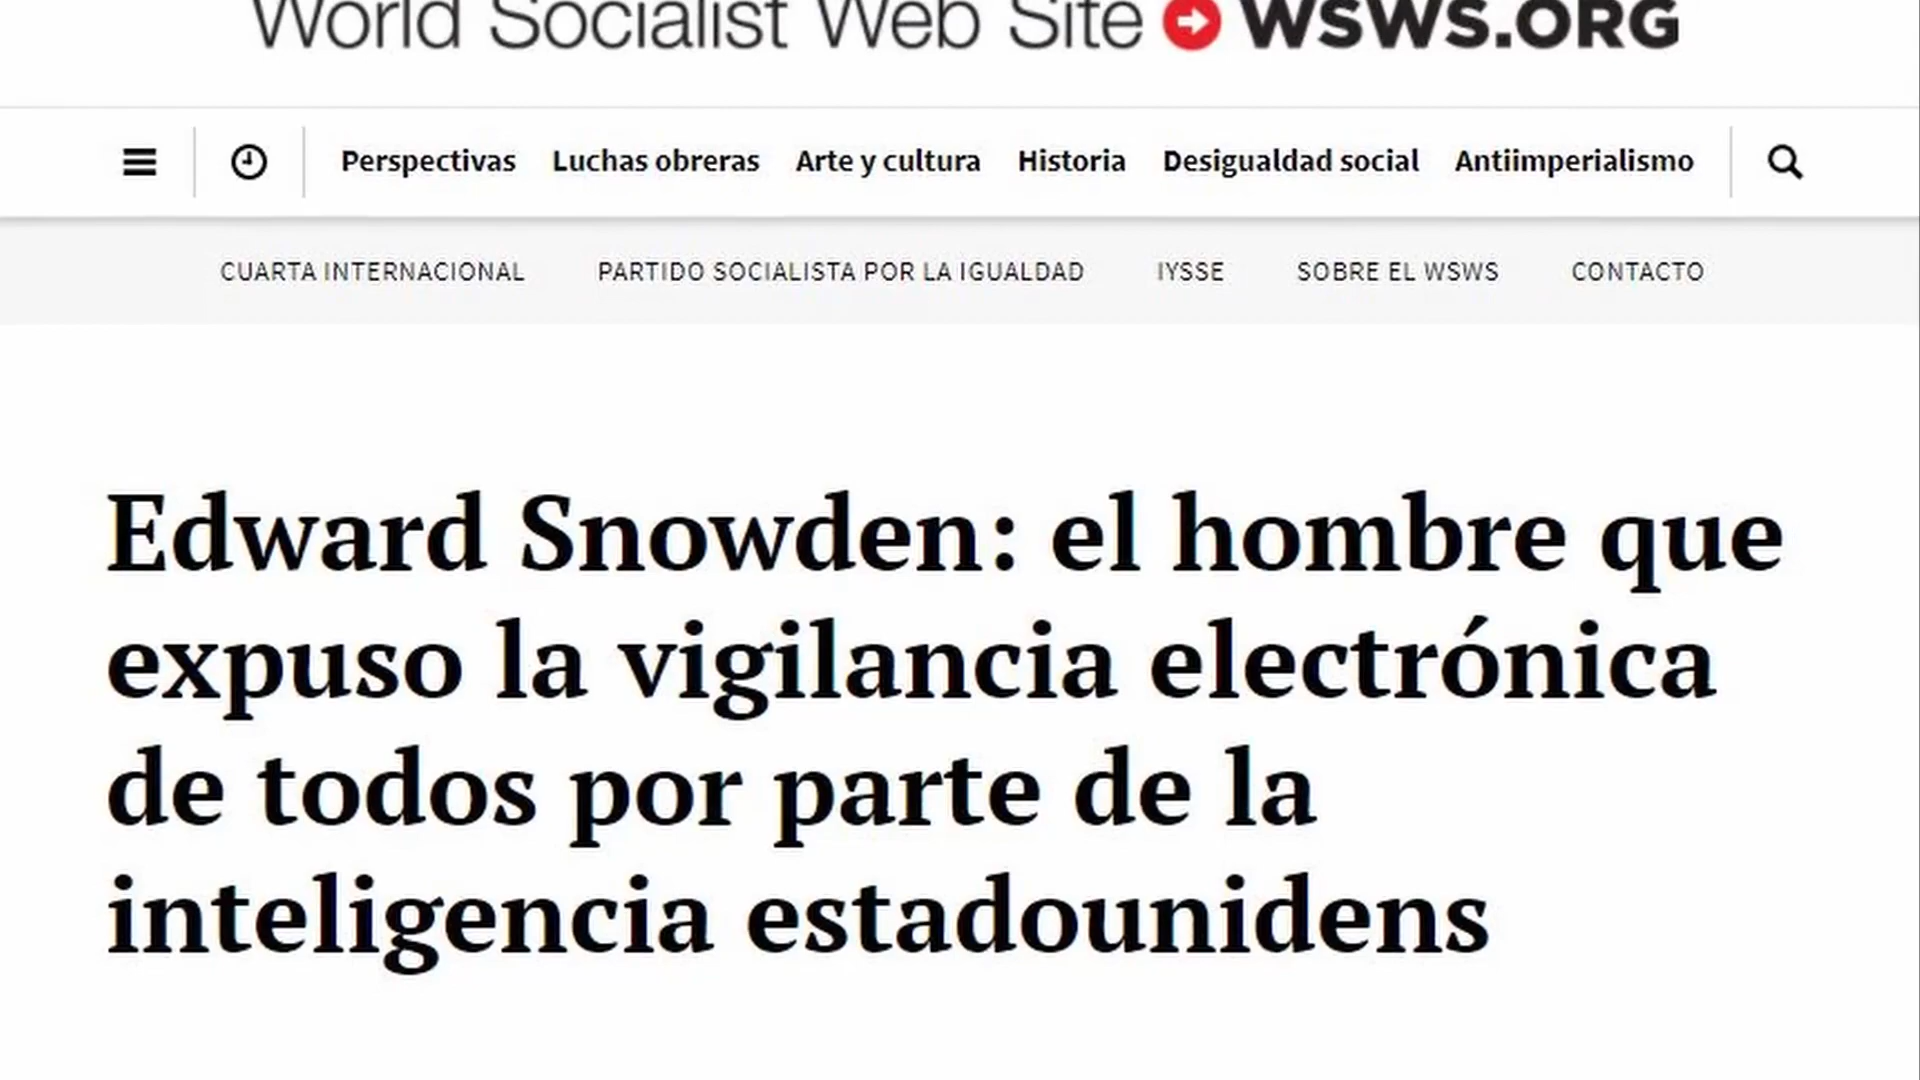 World Socialist Web Site WSWS.ORG
Perspectivas Luchas obreras Arte y cultura Historia Desigualdad social Antiimperialismo
CUARTA INTERNACIONAL PARTIDO SOCIALISTA POR LA IGUALDAD IYSSE SOBRE EL WSWS CONTACTO
Edward Snowden: el hombre que
expuso la vigilancia electrónica
de todos por parte de la
inteligencia estadounidens